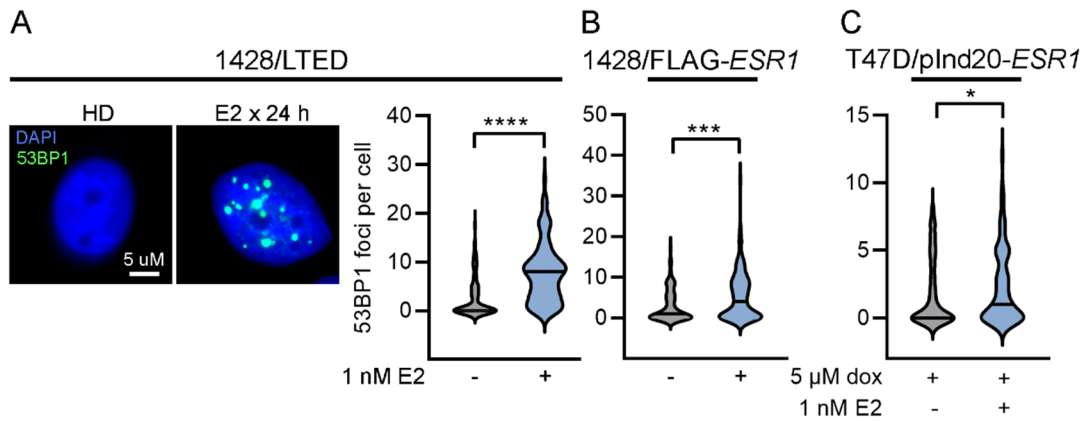 A
B
C
1428/LTED
1428/FLAG-ESR1
T47D/pInd20-ESR1
HD
E2 x 24 h
DAPI
53BP1
5 uM
53BP1 foci per cell
40
30
20
10
0
****
1 nM E2 - +
50
40
30
20
10
0
***
- +
15
10
5
0
*
5 µM dox + +
1 nM E2 - +